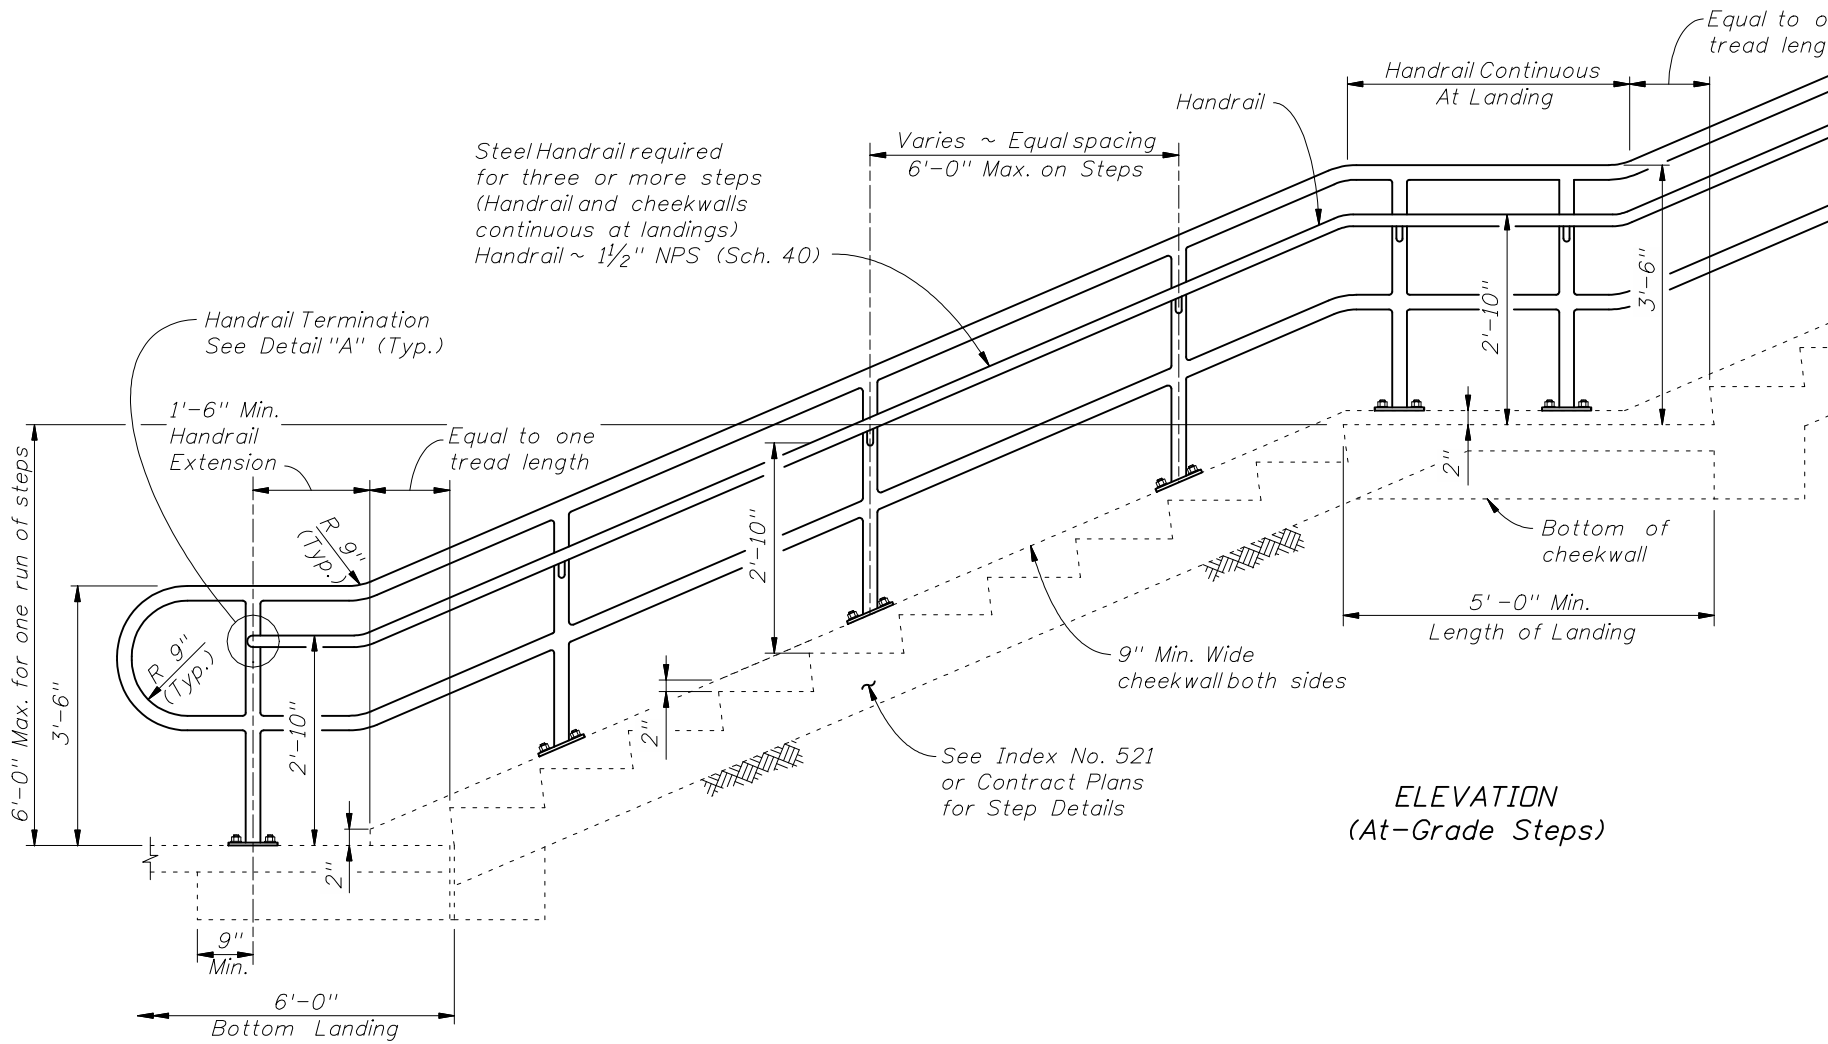 Equal to o
tread leng
Handrail Continuous
At Landing
Handrail
Varies ~ Equal spacing
6'-0" Max. on Steps
Steel Handrail required
for three or more steps
(Handrail and cheekwalls
continuous at landings)
Handrail ~ 1½" NPS (Sch. 40)
Handrail Termination
See Detail "A" (Typ.)
1'-6" Min.
Handrail
Extension
Equal to one
tread length
6'-0" Max. for one run of steps
3'-6"
R 9"
(Typ.)
R 9"
(Typ.)
2'-10"
2'-10"
2'-10"
3'-6"
2"
2"
2"
Bottom of
cheekwall
5'-0" Min.
Length of Landing
9" Min. Wide
cheekwall both sides
See Index No. 521
or Contract Plans
for Step Details
ELEVATION
(At-Grade Steps)
9"
Min.
6'-0"
Bottom Landing